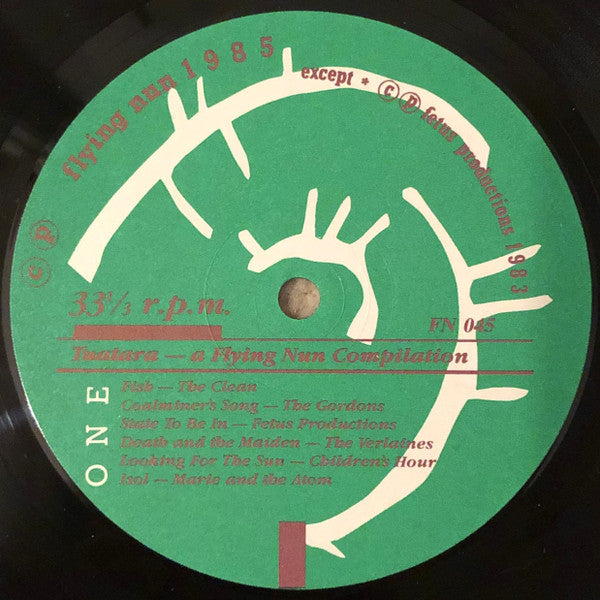 ⓒ ⓟ flying nun 1985
except * ⓒ ⓟ fetus productions 1983
33⅓ r.p.m.
FN 045
Tuatara — a Flying Nun Compilation
ONE
Fish — The Clean
Coalminer's Song — The Gordons
State To Be In — Fetus Productions
Death and the Maiden — The Verlaines
Looking For The Sun — Children's Hour
Isol — Marie and the Atom